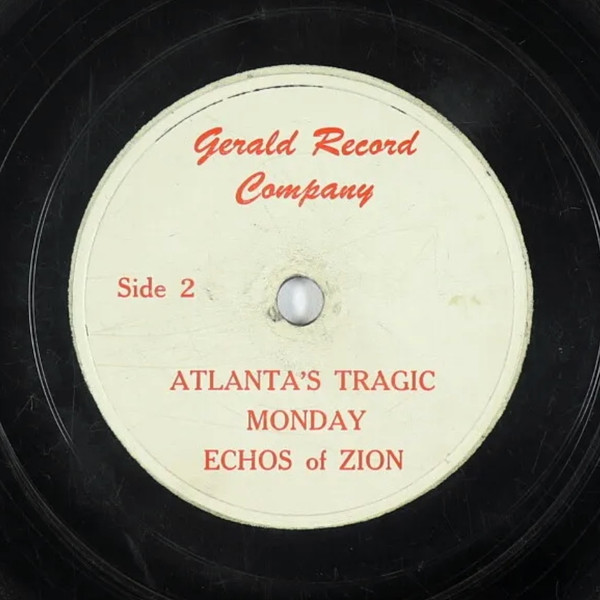 Gerald Record
Company
Side 2
ATLANTA'S TRAGIC
MONDAY
ECHOS of ZION